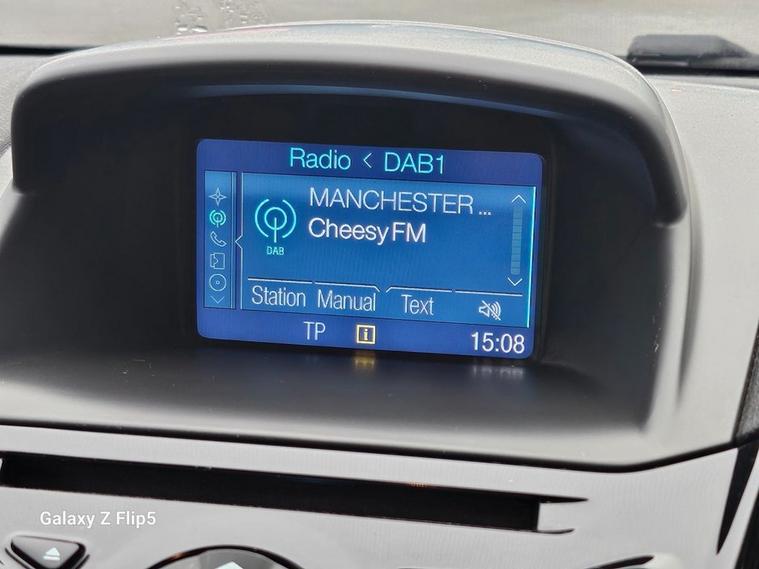 Radio < DAB1
MANCHESTER ...
Cheesy FM
DAB
Station Manual Text
TP i 15:08
Galaxy Z Flip5